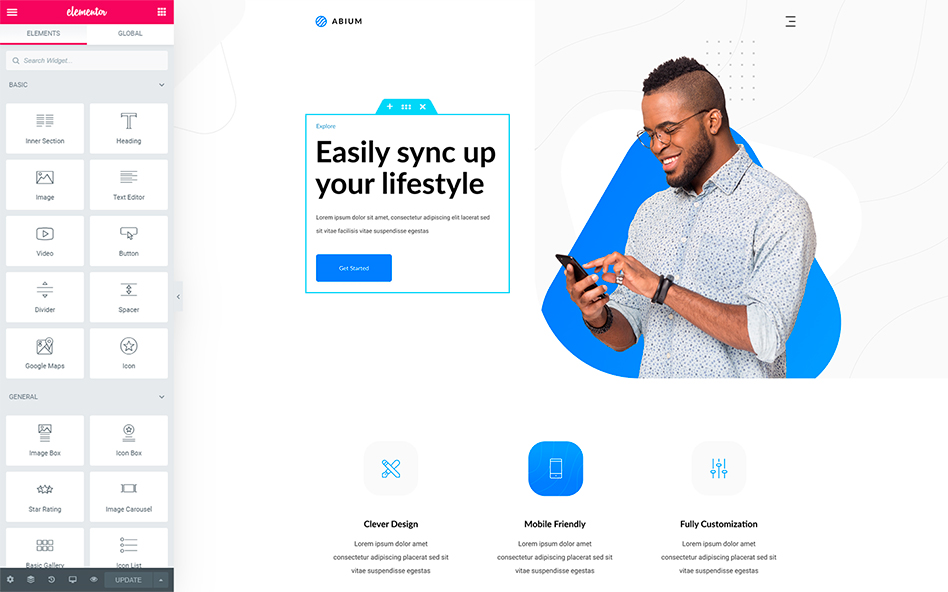 elementor
ELEMENTS GLOBAL
Search Widget...
BASIC
Inner Section Heading
Image Text Editor
Video Button
Divider Spacer
Google Maps Icon
GENERAL
Image Box Icon Box
Star Rating Image Carousel
Basic Gallery Icon List
UPDATE
ABIUM
Explore
Easily sync up
your lifestyle
Lorem ipsum dolor sit amet, consectetur adipiscing elit lacerat sed
sit vitae facilisis vitae suspendisse egestas
Get Started
Clever Design
Lorem ipsum dolor amet
consectetur adipiscing placerat sed sit
vitae suspendisse egestas
Mobile Friendly
Lorem ipsum dolor amet
consectetur adipiscing placerat sed sit
vitae suspendisse egestas
Fully Customization
Lorem ipsum dolor amet
consectetur adipiscing placerat sed sit
vitae suspendisse egestas